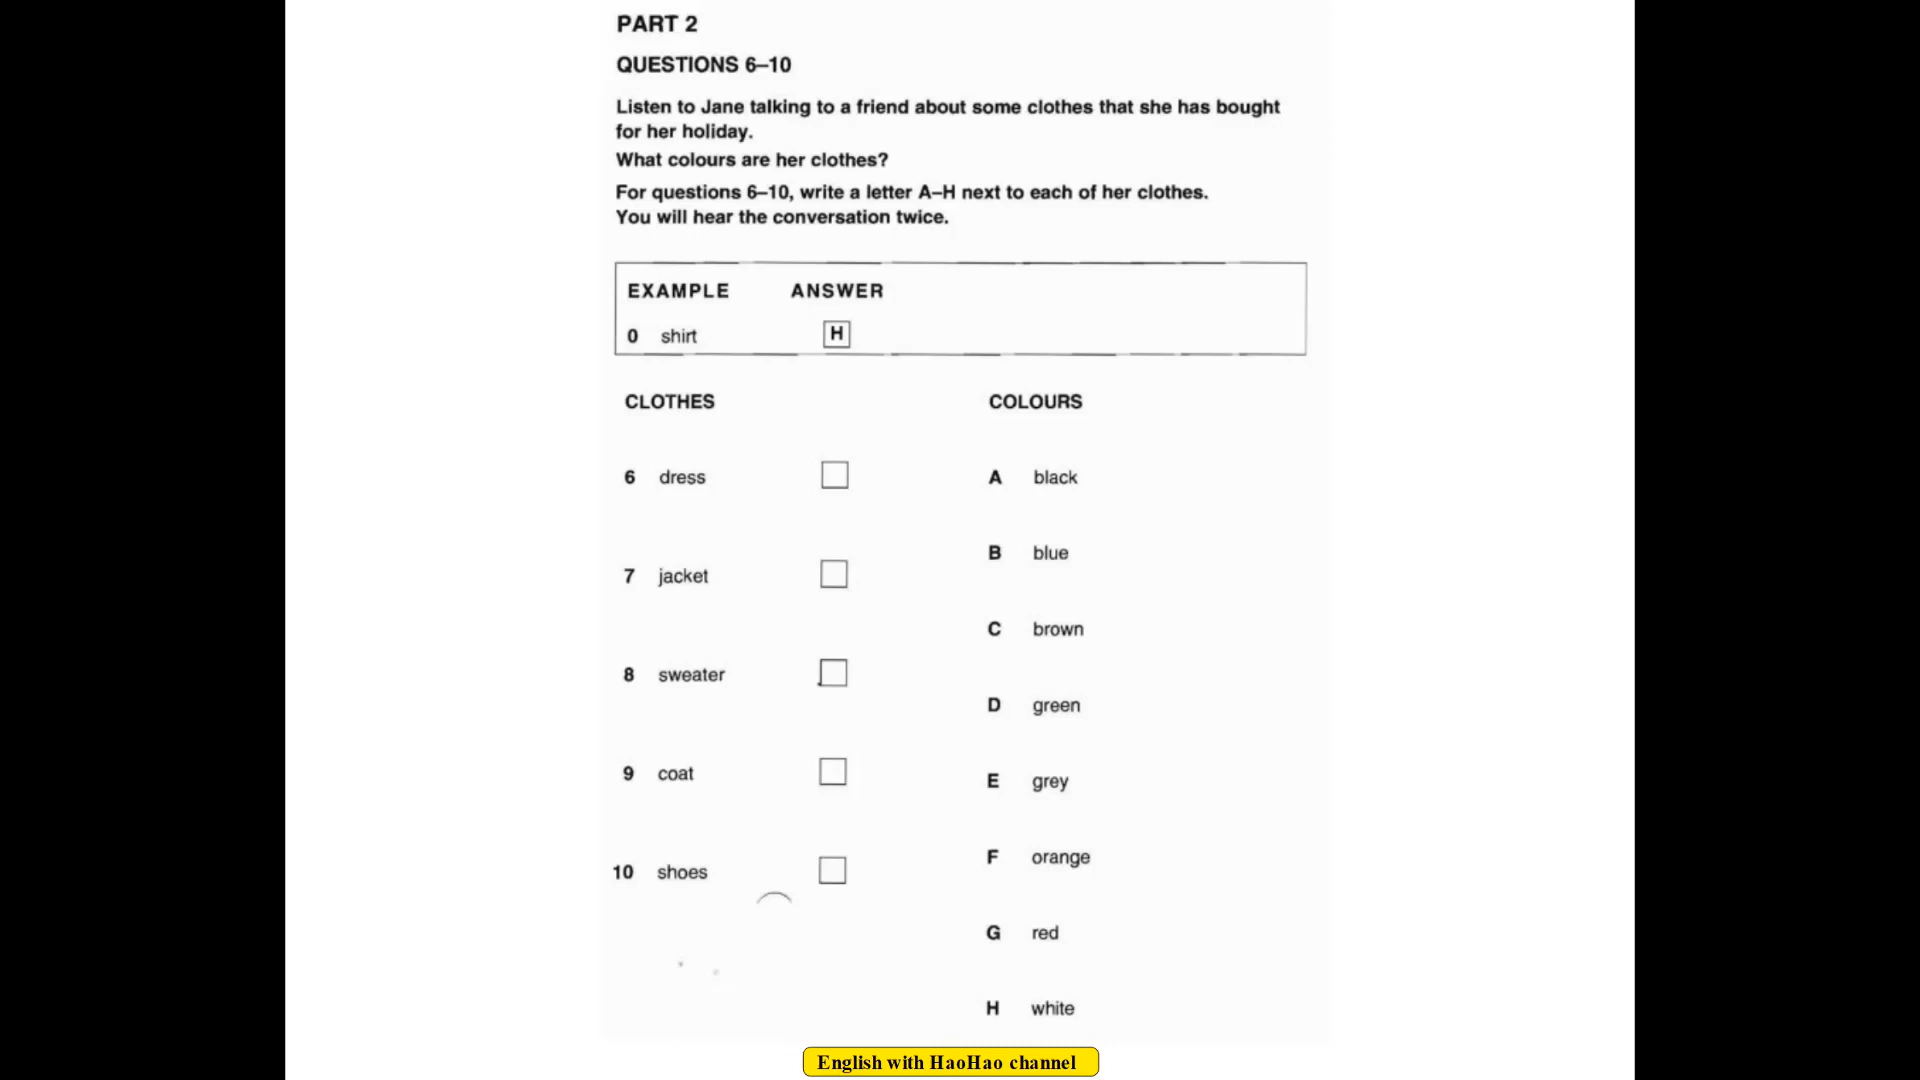 PART 2
QUESTIONS 6–10
Listen to Jane talking to a friend about some clothes that she has bought
for her holiday.
What colours are her clothes?
For questions 6–10, write a letter A–H next to each of her clothes.
You will hear the conversation twice.
EXAMPLE ANSWER
0 shirt H
CLOTHES
6 dress
7 jacket
8 sweater
9 coat
10 shoes
COLOURS
A black
B blue
C brown
D green
E grey
F orange
G red
H white
English with HaoHao channel